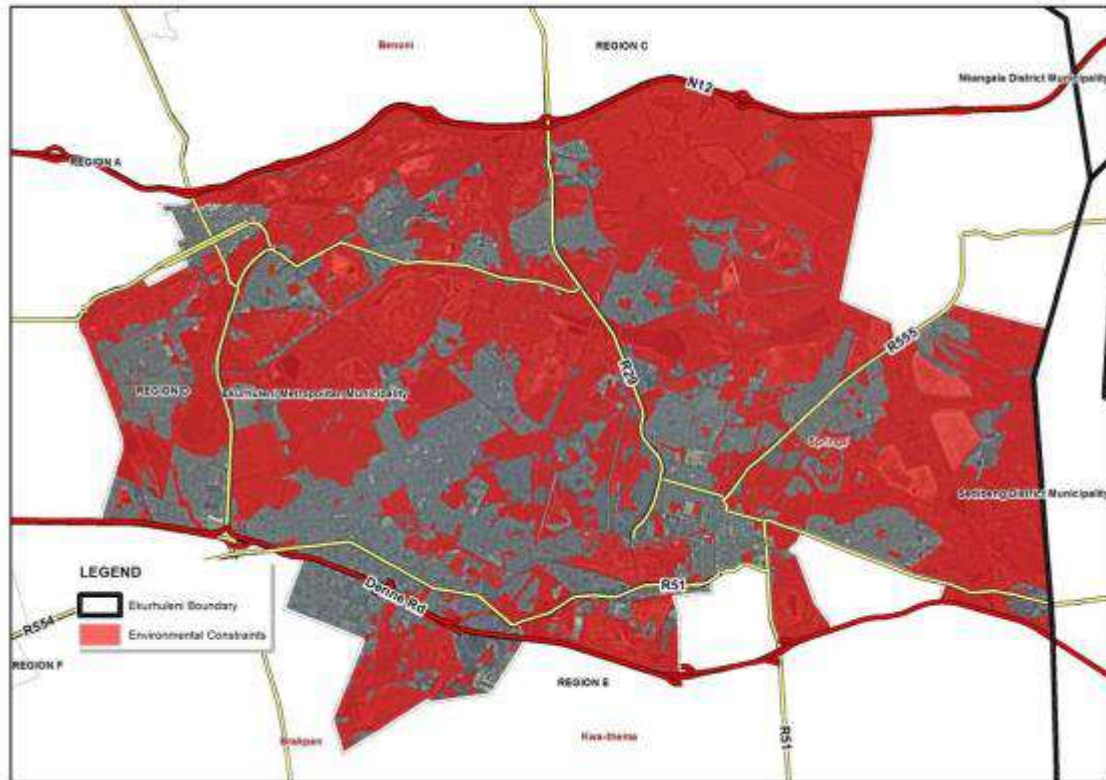 Benoni
REGION C
Nkangala District Municipality
N12
REGION A
R555
R29
REGION D
Ekurhuleni Metropolitan Municipality
Springs
Sedibeng District Municipality
LEGEND
Ekurhuleni Boundary
Environmental Constraints
Denne Rd
R51
R554
REGION F
REGION E
Brakpan
Kwa-thema
R51